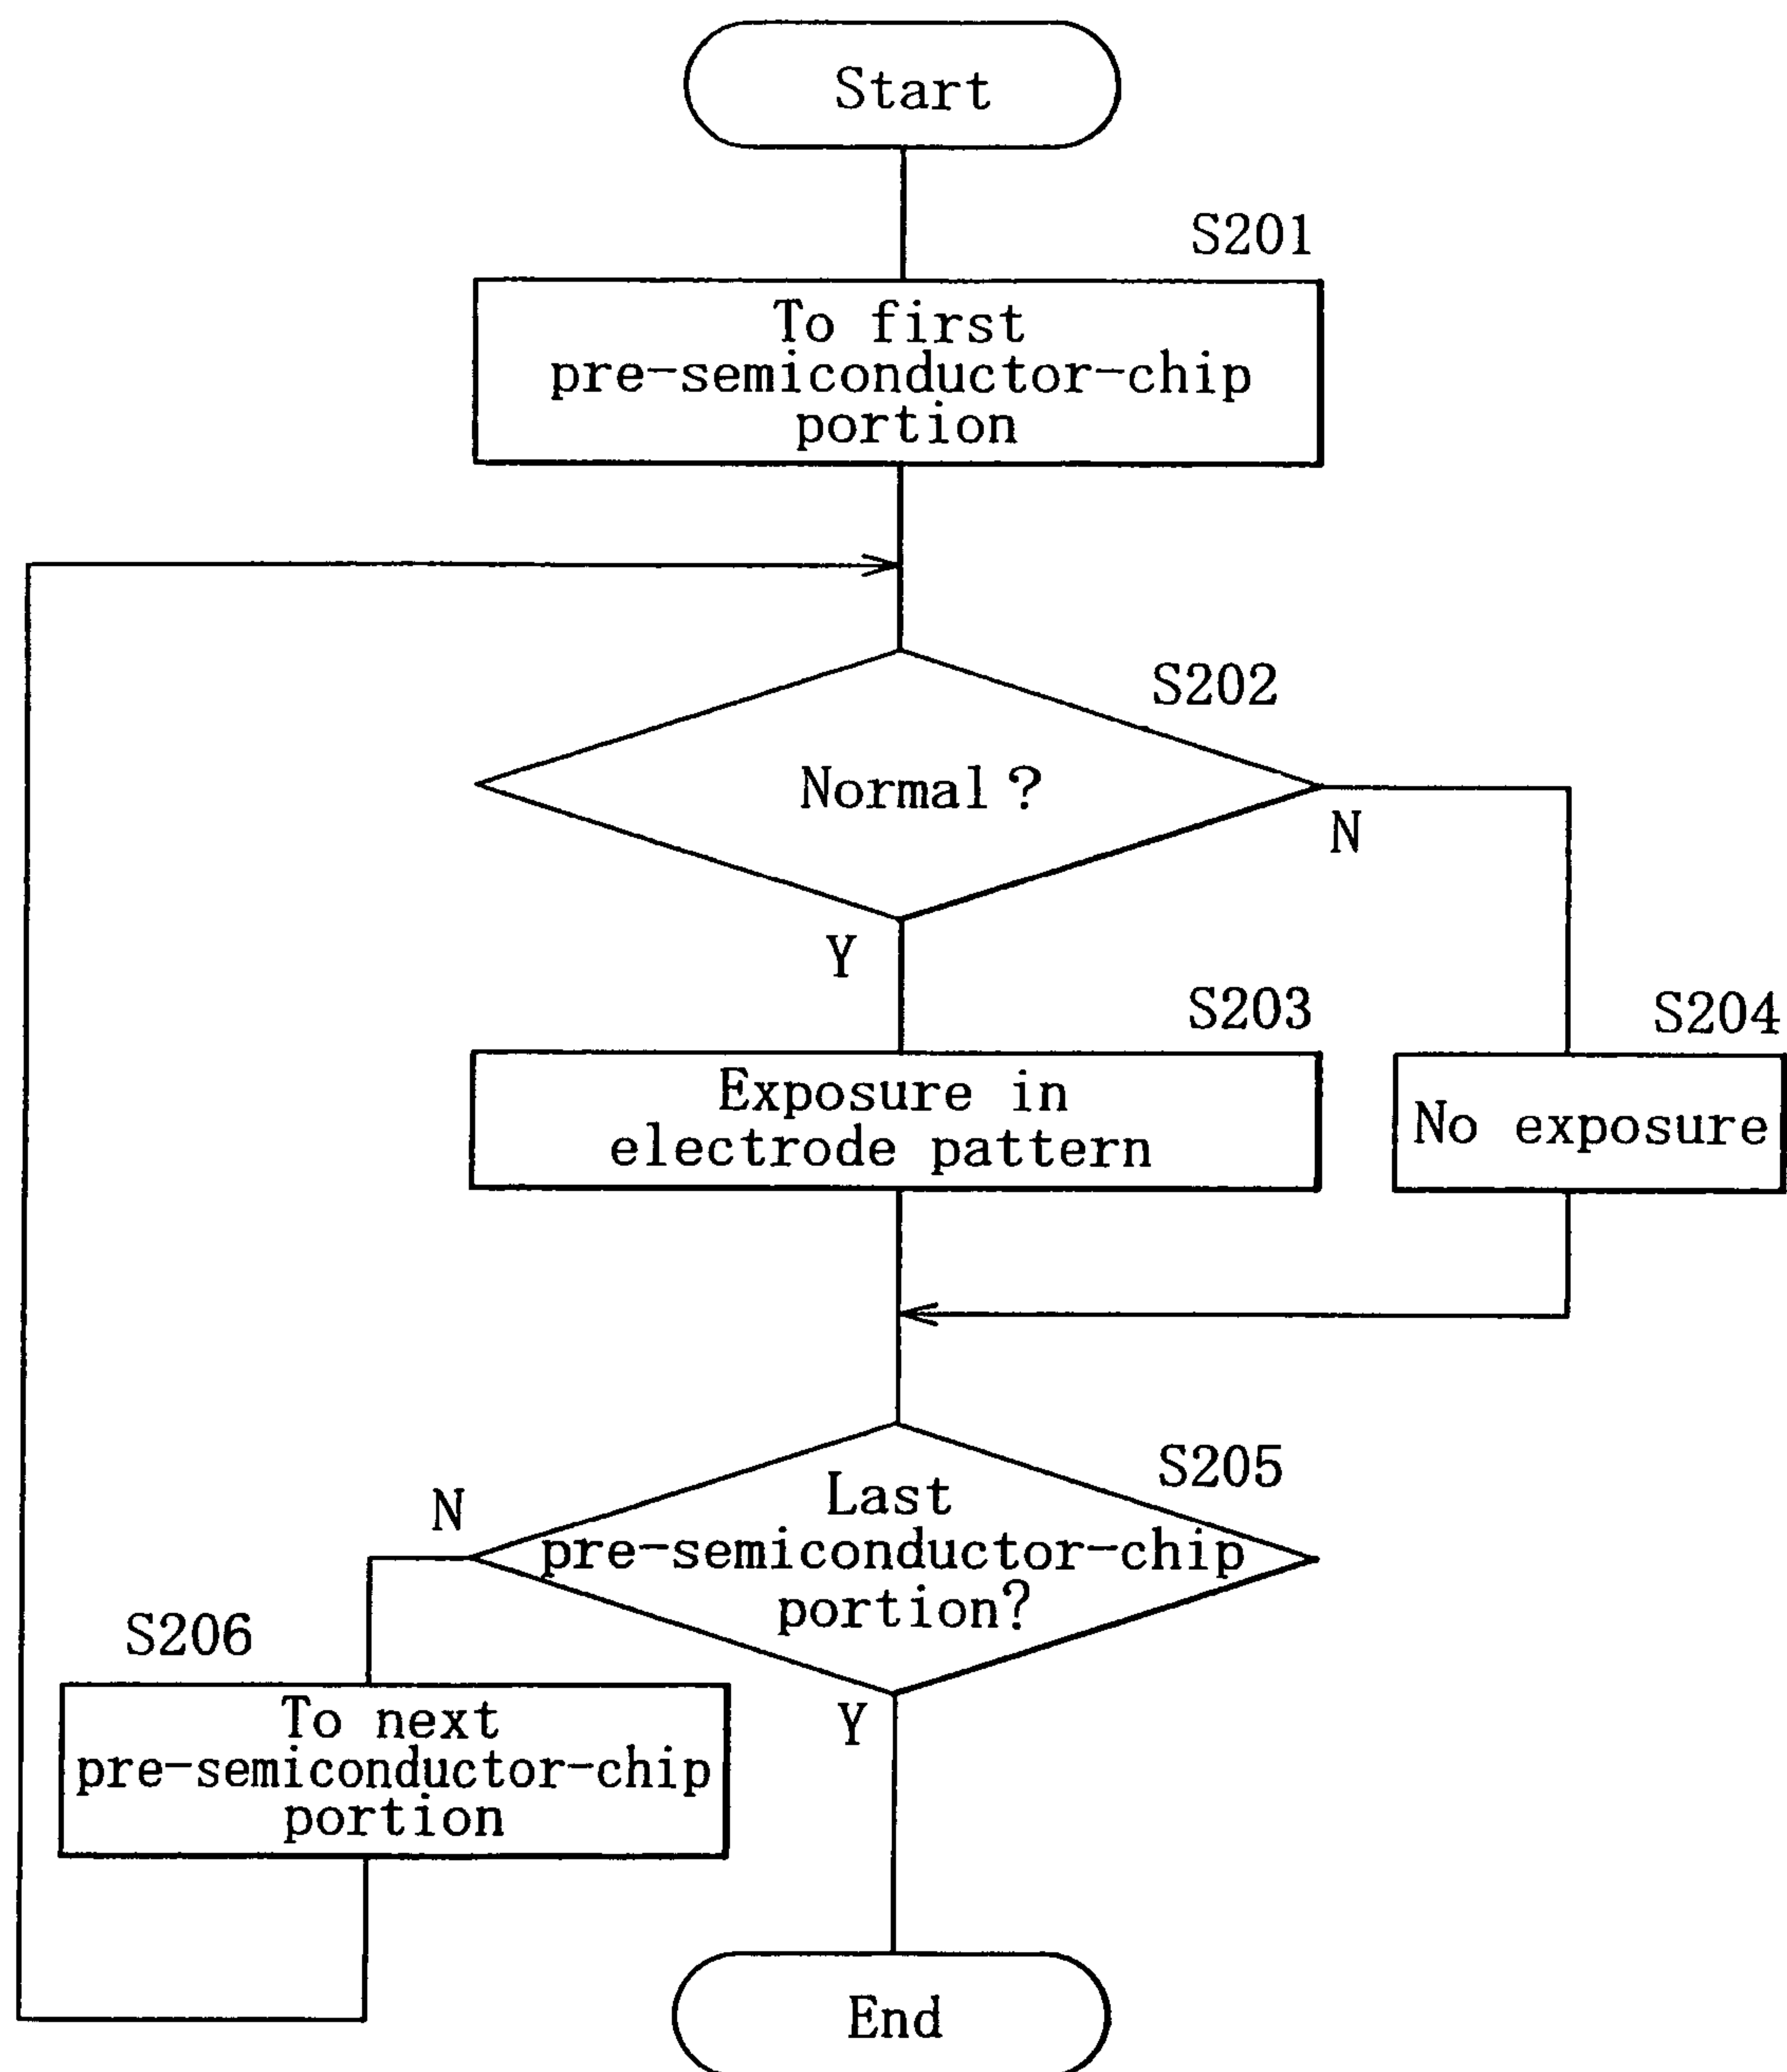 Start
S201
To first
pre-semiconductor-chip
portion
S202
Normal ?
N
Y
S203
Exposure in
electrode pattern
S204
No exposure
S205
Last
pre-semiconductor-chip
portion?
N
Y
S206
To next
pre-semiconductor-chip
portion
End